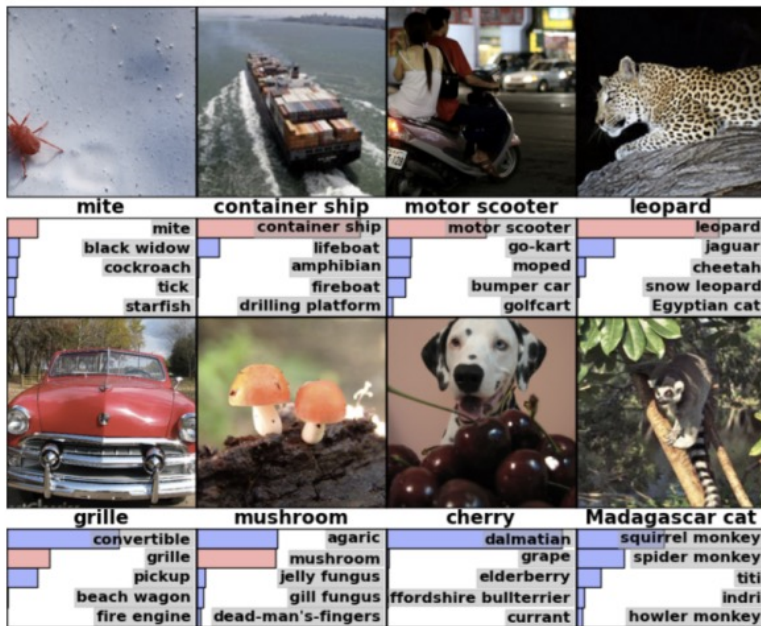 mite
container ship
motor scooter
leopard
mite
black widow
cockroach
tick
starfish
container ship
lifeboat
amphibian
fireboat
drilling platform
motor scooter
go-kart
moped
bumper car
golfcart
leopard
jaguar
cheetah
snow leopard
Egyptian cat
grille
mushroom
cherry
Madagascar cat
convertible
grille
pickup
beach wagon
fire engine
agaric
mushroom
jelly fungus
gill fungus
dead-man's-fingers
dalmatian
grape
elderberry
ffordshire bullterrier
currant
squirrel monkey
spider monkey
titi
indri
howler monkey